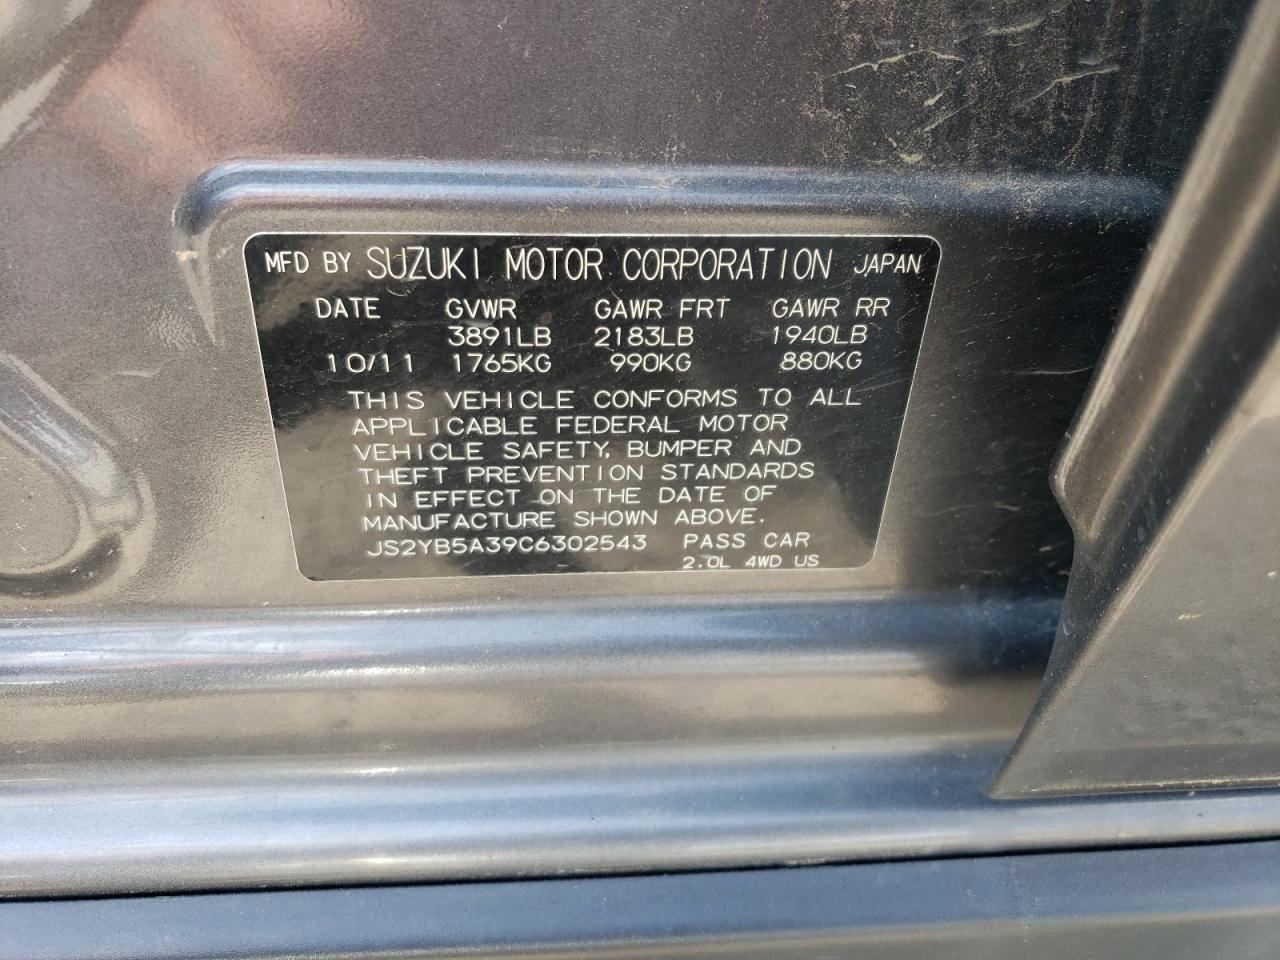 MFD BY SUZUKI MOTOR CORPORATION JAPAN
DATE GVWR GAWR FRT GAWR RR
3891LB 2183LB 1940LB
10/11 1765KG 990KG 880KG
THIS VEHICLE CONFORMS TO ALL
APPLICABLE FEDERAL MOTOR
VEHICLE SAFETY, BUMPER AND
THEFT PREVENTION STANDARDS
IN EFFECT ON THE DATE OF
MANUFACTURE SHOWN ABOVE.
JS2YB5A39C6302543 PASS CAR
2.0L 4WD US